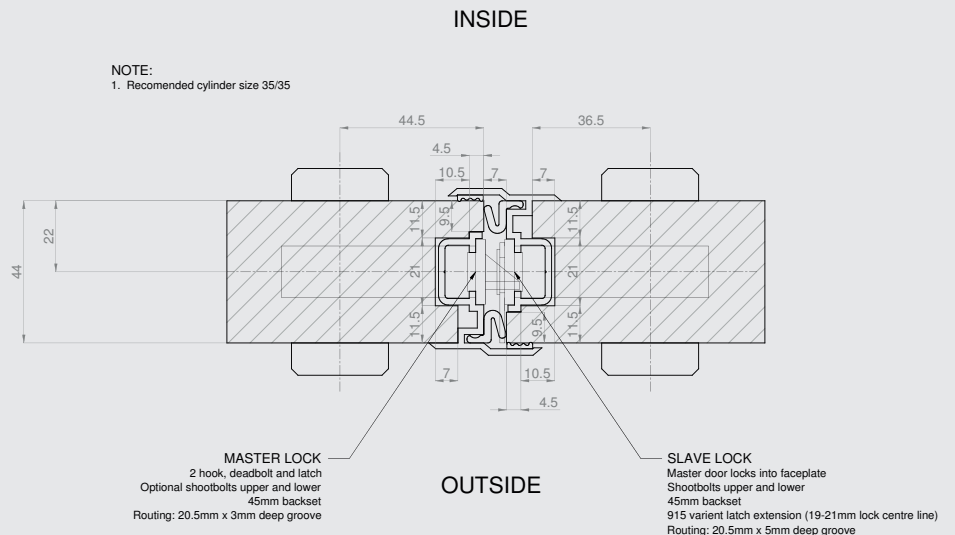 INSIDE
NOTE:
1. Recomended cylinder size 35/35
44.5
36.5
4.5
10.5
7
7
11.5
9.5
11.5
22
44
21
21
11.5
9.5
11.5
7
10.5
4.5
MASTER LOCK
2 hook, deadbolt and latch
Optional shootbolts upper and lower
45mm backset
Routing: 20.5mm x 3mm deep groove
OUTSIDE
SLAVE LOCK
Master door locks into faceplate
Shootbolts upper and lower
45mm backset
915 varient latch extension (19-21mm lock centre line)
Routing: 20.5mm x 5mm deep groove